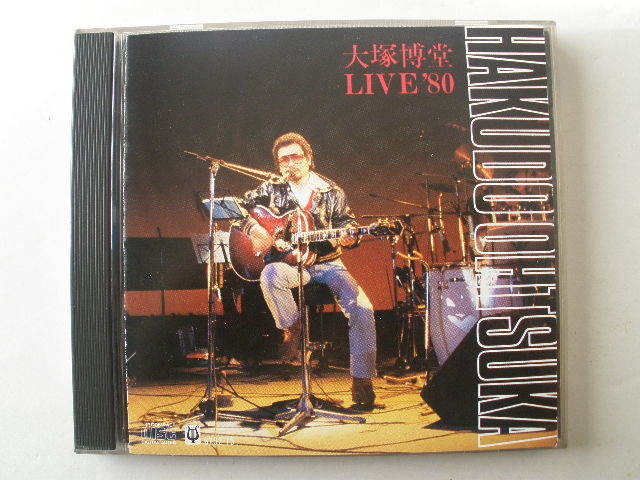 大塚博堂
LIVE '80
HAKUDO OHTSUKA